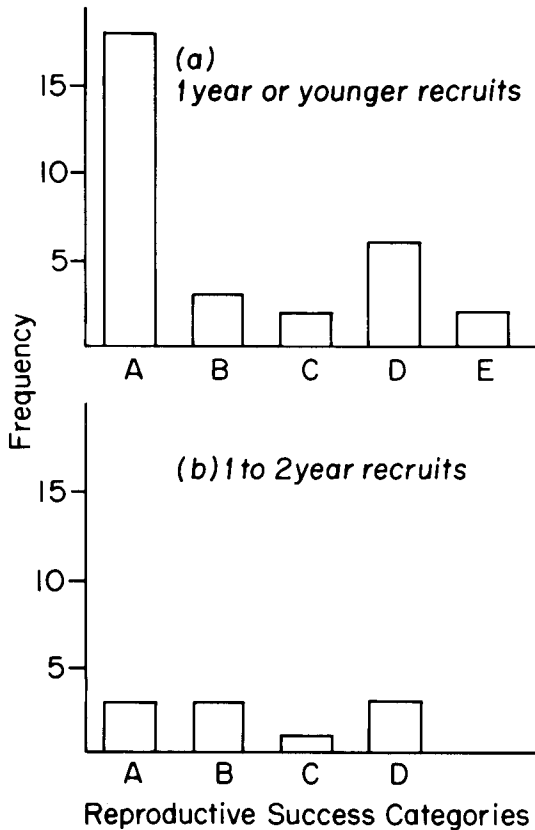 (a)
1 year or younger recruits
15
10
5
A B C D E
Frequency
(b) 1 to 2 year recruits
15
10
5
A B C D
Reproductive Success Categories